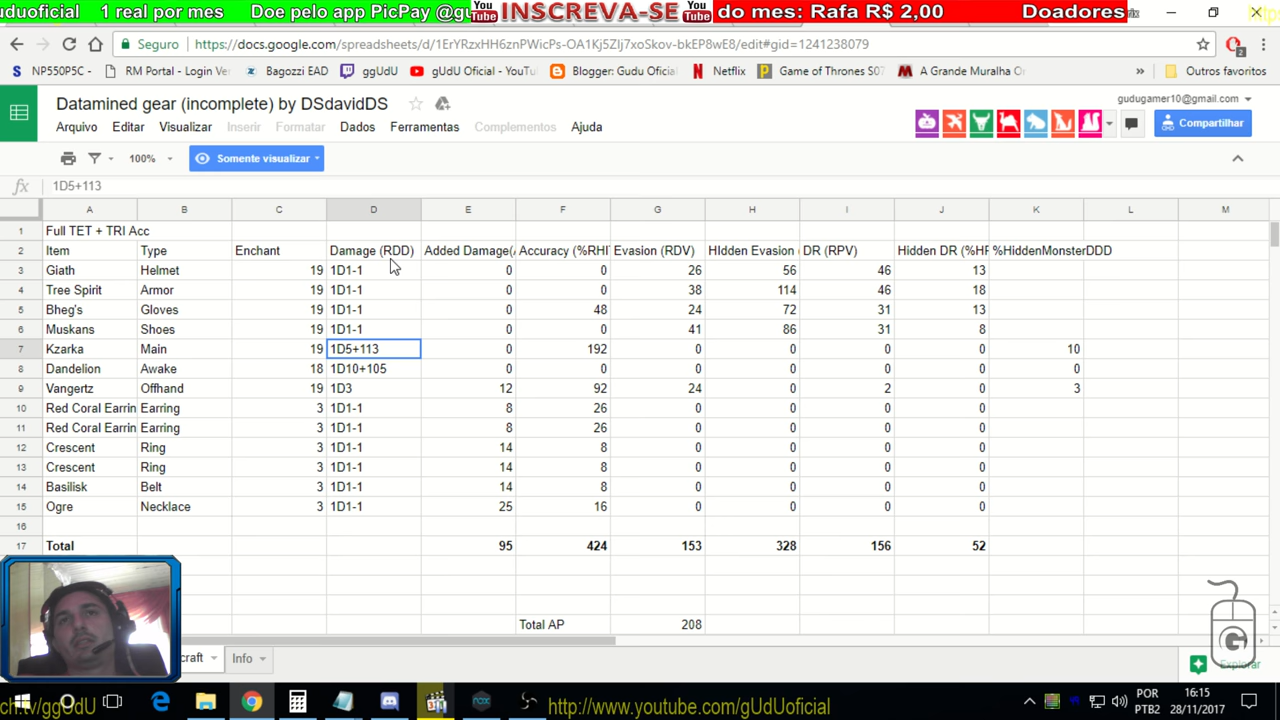 uduoficial 1 real por mes Doe pelo app PicPay @gu You Tube INSCREVA-SE You Tube do mes: Rafa R$ 2,00 Doadores
Seguro https://docs.google.com/spreadsheets/d/1ErYRzxHH6znPWicPs-OA1Kj5ZIj7xoSkov-bkEP8wE8/edit#gid=1241238079
NP550P5C - RM Portal - Login Ver Bagozzi EAD ggUdU gUdU Oficial - YouTu Blogger: Gudu Oficial Netflix Game of Thrones S07 A Grande Muralha Or » Outros favoritos
Datamined gear (incomplete) by DSdavidDS
gudugamer10@gmail.com
Arquivo Editar Visualizar Inserir Formatar Dados Ferramentas Complementos Ajuda
Compartilhar
100% Somente visualizar
fx 1D5+113
A B C D E F G H I J K L M
1 Full TET + TRI Acc
2 Item Type Enchant Damage (RDD) Added Damage( Accuracy (%RHI Evasion (RDV) HIdden Evasion ( DR (RPV) Hidden DR (%HF %HiddenMonsterDDD
3 Giath Helmet 19 1D1-1 0 0 26 56 46 13
4 Tree Spirit Armor 19 1D1-1 0 0 38 114 46 18
5 Bheg's Gloves 19 1D1-1 0 48 24 72 31 13
6 Muskans Shoes 19 1D1-1 0 0 41 86 31 8
7 Kzarka Main 19 1D5+113 0 192 0 0 0 0 10
8 Dandelion Awake 18 1D10+105 0 0 0 0 0 0 0
9 Vangertz Offhand 19 1D3 12 92 24 0 2 0 3
10 Red Coral Earrin Earring 3 1D1-1 8 26 0 0 0 0
11 Red Coral Earrin Earring 3 1D1-1 8 26 0 0 0 0
12 Crescent Ring 3 1D1-1 14 8 0 0 0 0
13 Crescent Ring 3 1D1-1 14 8 0 0 0 0
14 Basilisk Belt 3 1D1-1 14 8 0 0 0 0
15 Ogre Necklace 3 1D1-1 25 16 0 0 0 0
16
17 Total 95 424 153 328 156 52
Total AP 208
craft Info
Explorar
G
POR 16:15
ch.tv/ggUdU http://www.youtube.com/gUdUoficial PTB2 28/11/2017